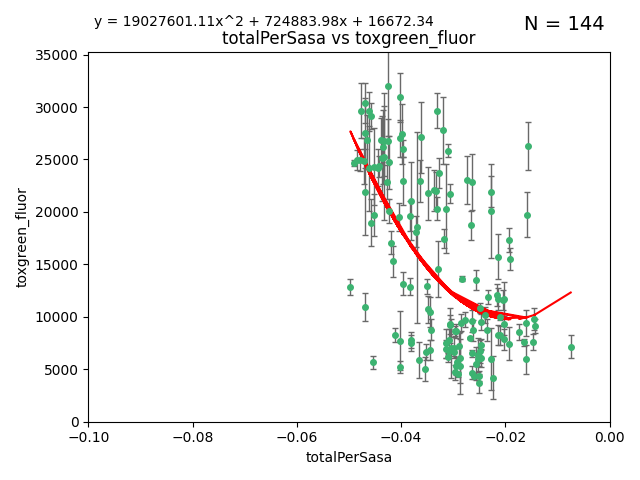 y = 19027601.11x^2 + 724883.98x + 16672.34
N = 144
totalPerSasa vs toxgreen_fluor
35000
30000
25000
20000
15000
10000
5000
0
toxgreen_fluor
−0.10 −0.08 −0.06 −0.04 −0.02 0.00
totalPerSasa